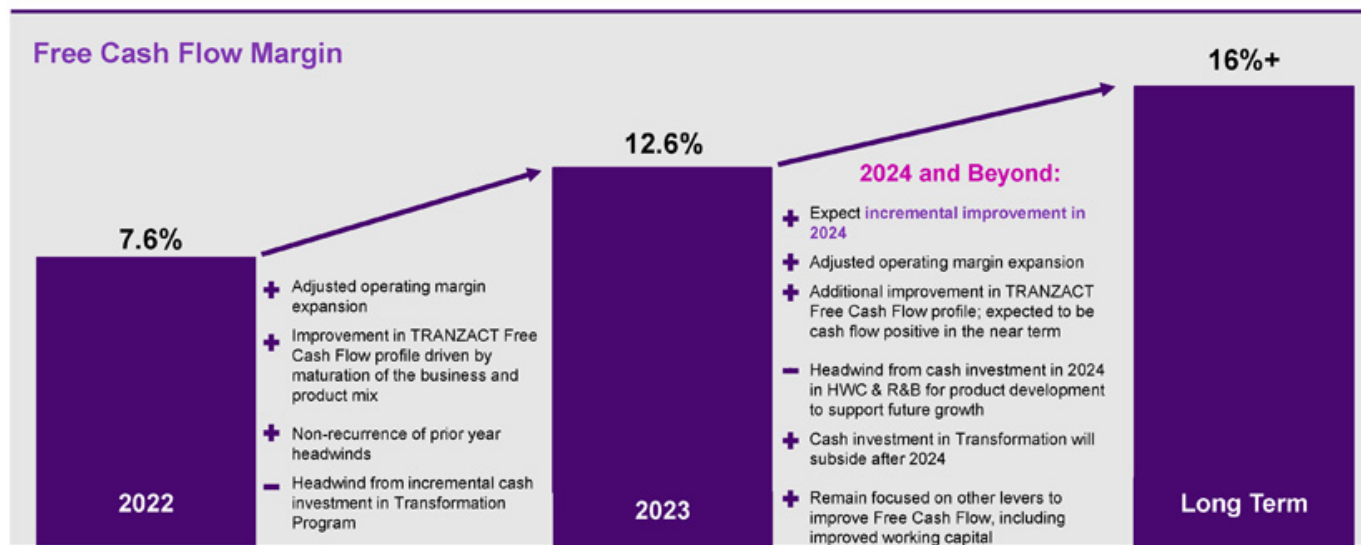 Free Cash Flow Margin
7.6%
2022
Adjusted operating margin
expansion
Improvement in TRANZACT Free
Cash Flow profile driven by
maturation of the business and
product mix
Non-recurrence of prior year
headwinds
Headwind from incremental cash
investment in Transformation
Program
12.6%
2023
2024 and Beyond:
Expect incremental improvement in
2024
Adjusted operating margin expansion
Additional improvement in TRANZACT
Free Cash Flow profile; expected to be
cash flow positive in the near term
Headwind from cash investment in 2024
in HWC & R&B for product development
to support future growth
Cash investment in Transformation will
subside after 2024
Remain focused on other levers to
improve Free Cash Flow, including
improved working capital
16%+
Long Term